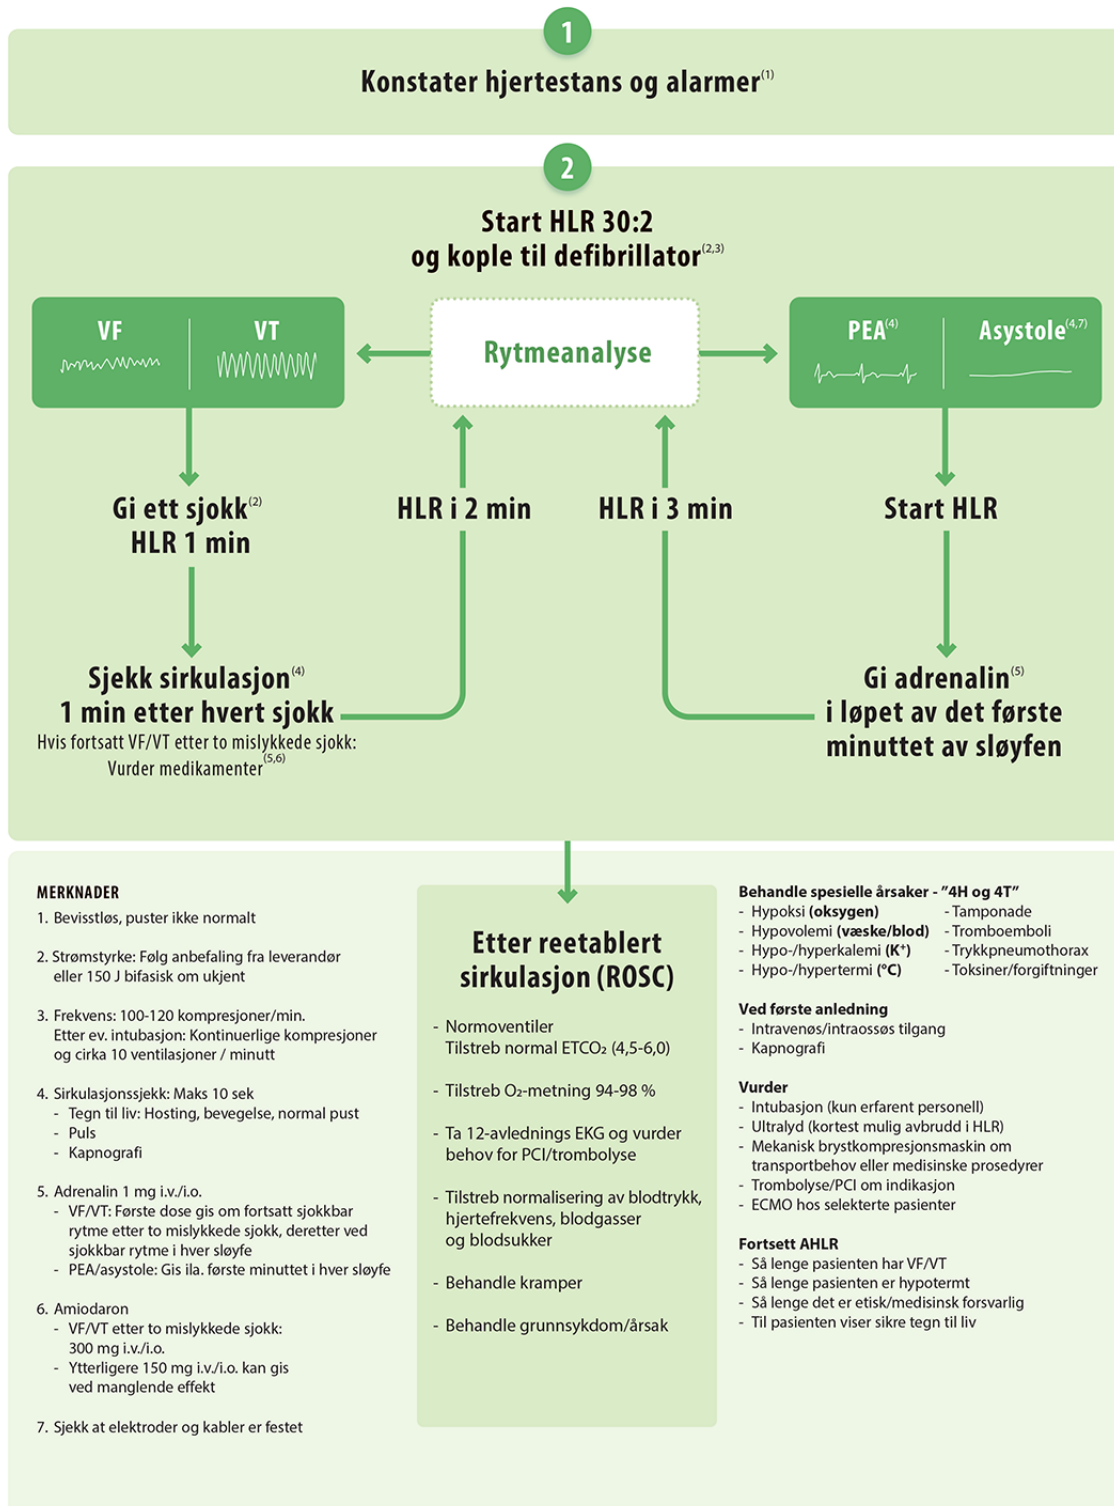 1
Konstater hjertestans og alarmer(1)
2
Start HLR 30:2
og kople til defibrillator(2,3)
VF
VT
Rytmeanalyse
PEA(4)
Asystole(4,7)
Gi ett sjokk(2)
HLR 1 min
HLR i 2 min
HLR i 3 min
Start HLR
Sjekk sirkulasjon(4)
1 min etter hvert sjokk
Hvis fortsatt VF/VT etter to mislykkede sjokk:
Vurder medikamenter(5,6)
Gi adrenalin(5)
i løpet av det første
minuttet av sløyfen
MERKNADER
1. Bevisstløs, puster ikke normalt
2. Strømstyrke: Følg anbefaling fra leverandør
eller 150 J bifasisk om ukjent
3. Frekvens: 100-120 kompresjoner/min.
Etter ev. intubasjon: Kontinuerlige kompresjoner
og cirka 10 ventilasjoner / minutt
4. Sirkulasjonssjekk: Maks 10 sek
- Tegn til liv: Hosting, bevegelse, normal pust
- Puls
- Kapnografi
5. Adrenalin 1 mg i.v./i.o.
- VF/VT: Første dose gis om fortsatt sjokkbar
rytme etter to mislykkede sjokk, deretter ved
sjokkbar rytme i hver sløyfe
- PEA/asystole: Gis ila. første minuttet i hver sløyfe
6. Amiodaron
- VF/VT etter to mislykkede sjokk:
300 mg i.v./i.o.
- Ytterligere 150 mg i.v./i.o. kan gis
ved manglende effekt
7. Sjekk at elektroder og kabler er festet
Etter reetablert
sirkulasjon (ROSC)
- Normoventiler
Tilstreb normal ETCO₂ (4,5-6,0)
- Tilstreb O₂-metning 94-98 %
- Ta 12-avlednings EKG og vurder
behov for PCI/trombolyse
- Tilstreb normalisering av blodtrykk,
hjertefrekvens, blodgasser
og blodsukker
- Behandle kramper
- Behandle grunnsykdom/årsak
Behandle spesielle årsaker - ”4H og 4T”
- Hypoksi (oksygen)
- Hypovolemi (væske/blod)
- Hypo-/hyperkalemi (K⁺)
- Hypo-/hypertermi (°C)
- Tamponade
- Tromboemboli
- Trykkpneumothorax
- Toksiner/forgiftninger
Ved første anledning
- Intravenøs/intraossøs tilgang
- Kapnografi
Vurder
- Intubasjon (kun erfarent personell)
- Ultralyd (kortest mulig avbrudd i HLR)
- Mekanisk brystkompresjonsmaskin om
transportbehov eller medisinske prosedyrer
- Trombolyse/PCI om indikasjon
- ECMO hos selekterte pasienter
Fortsett AHLR
- Så lenge pasienten har VF/VT
- Så lenge pasienten er hypotermt
- Så lenge det er etisk/medisinsk forsvarlig
- Til pasienten viser sikre tegn til liv